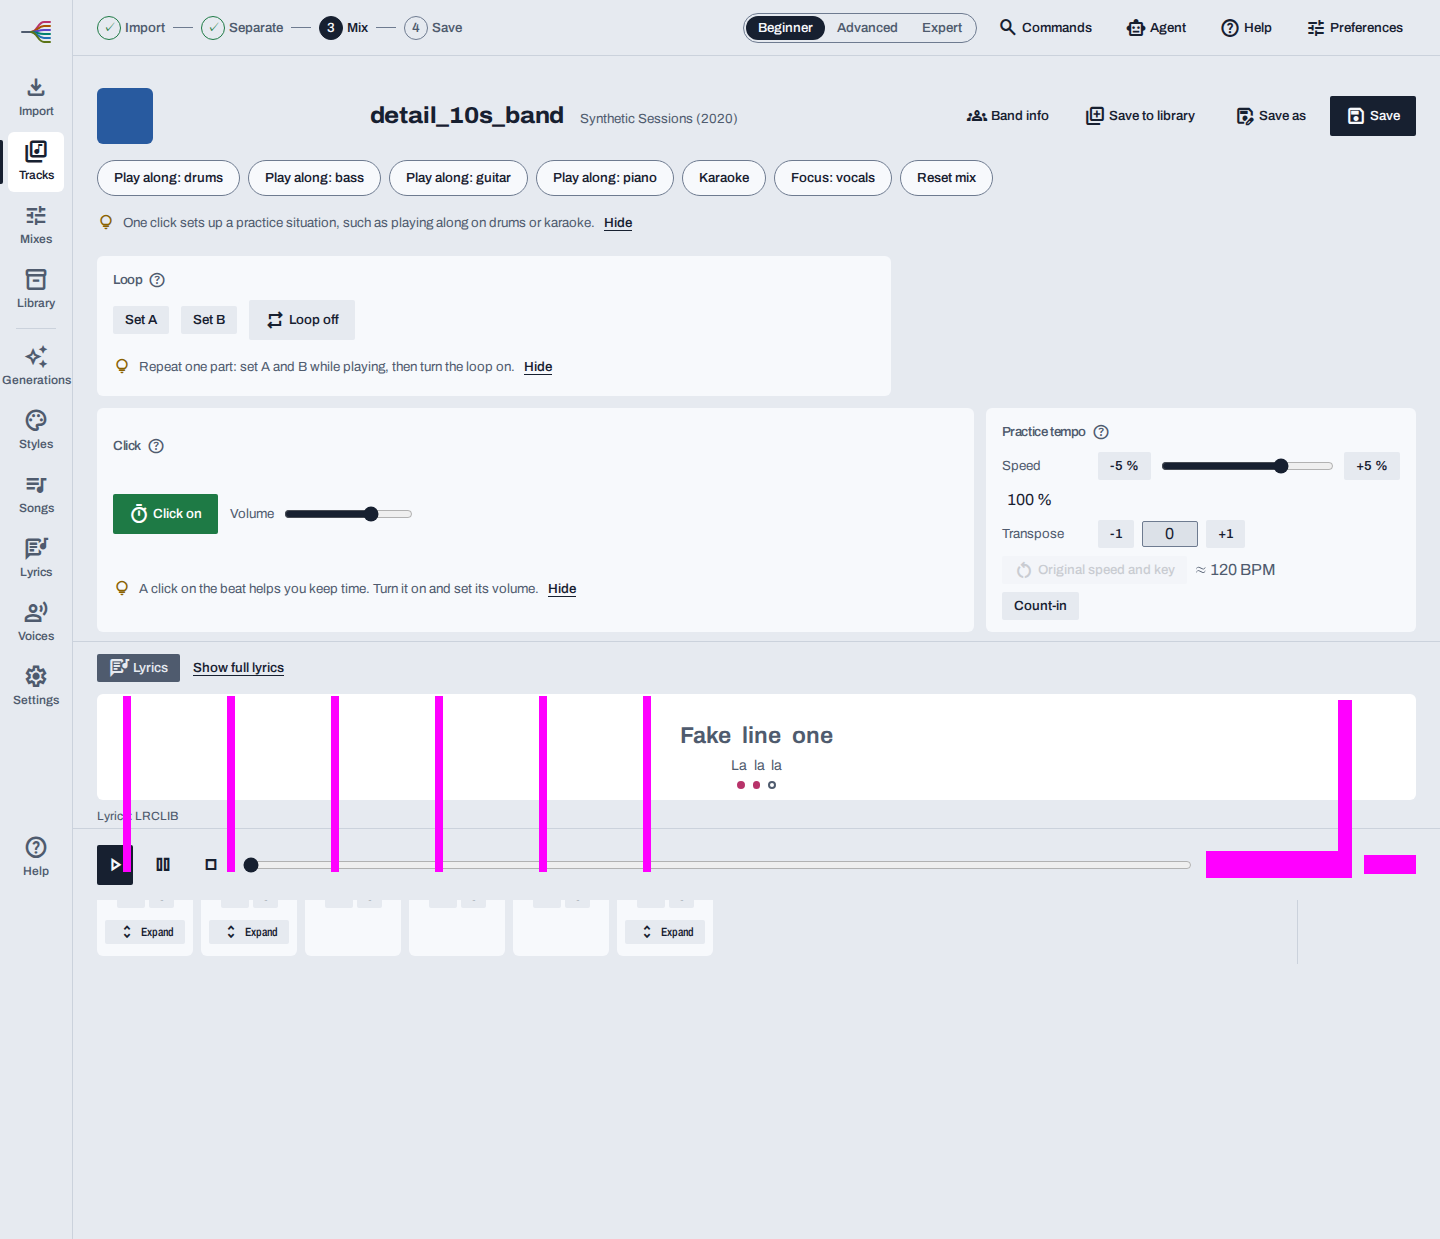 Import
Separate
3 Mix
4 Save
Beginner
Advanced
Expert
Commands
Agent
Help
Preferences
Import
Tracks
Mixes
Library
Generations
Styles
Songs
Lyrics
Voices
Settings
Help
detail_10s_band
Synthetic Sessions (2020)
Band info
Save to library
Save as
Save
Play along: drums
Play along: bass
Play along: guitar
Play along: piano
Karaoke
Focus: vocals
Reset mix
One click sets up a practice situation, such as playing along on drums or karaoke. Hide
Loop
Set A
Set B
Loop off
Repeat one part: set A and B while playing, then turn the loop on. Hide
Click
Click on
Volume
A click on the beat helps you keep time. Turn it on and set its volume. Hide
Practice tempo
Speed
-5 %
+5 %
100 %
Transpose
-1
0
+1
Original speed and key
≈ 120 BPM
Count-in
Lyrics
Show full lyrics
Fake line one
La la la
LRCLIB
Expand
Expand
Expand